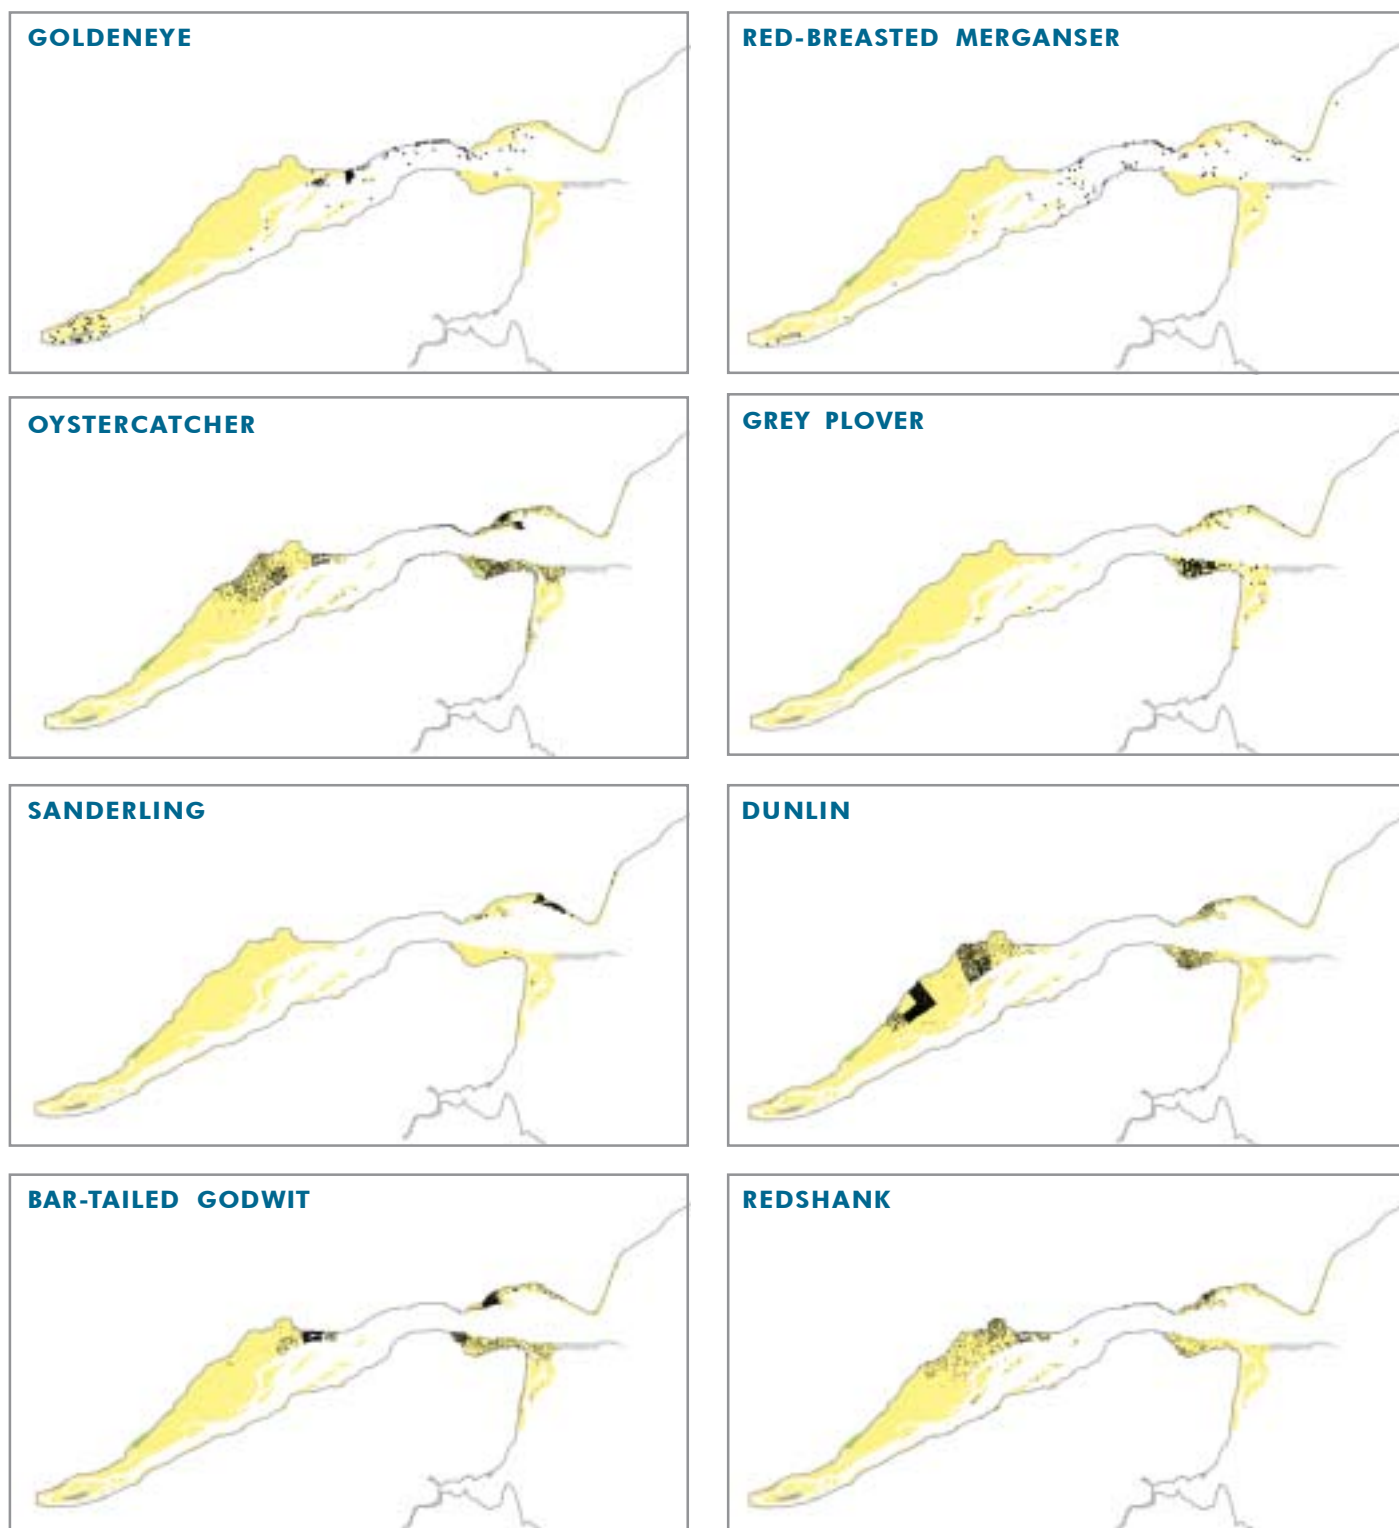 GOLDENEYE
RED-BREASTED MERGANSER
OYSTERCATCHER
GREY PLOVER
SANDERLING
DUNLIN
BAR-TAILED GODWIT
REDSHANK